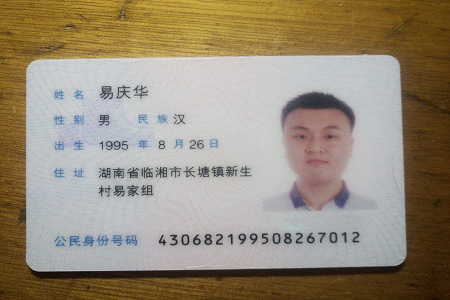 姓名 易庆华
性别 男 民族 汉
出生 1995 年 8 月 26 日
住址 湖南省临湘市长塘镇新生
村易家组
公民身份号码 430682199508267012